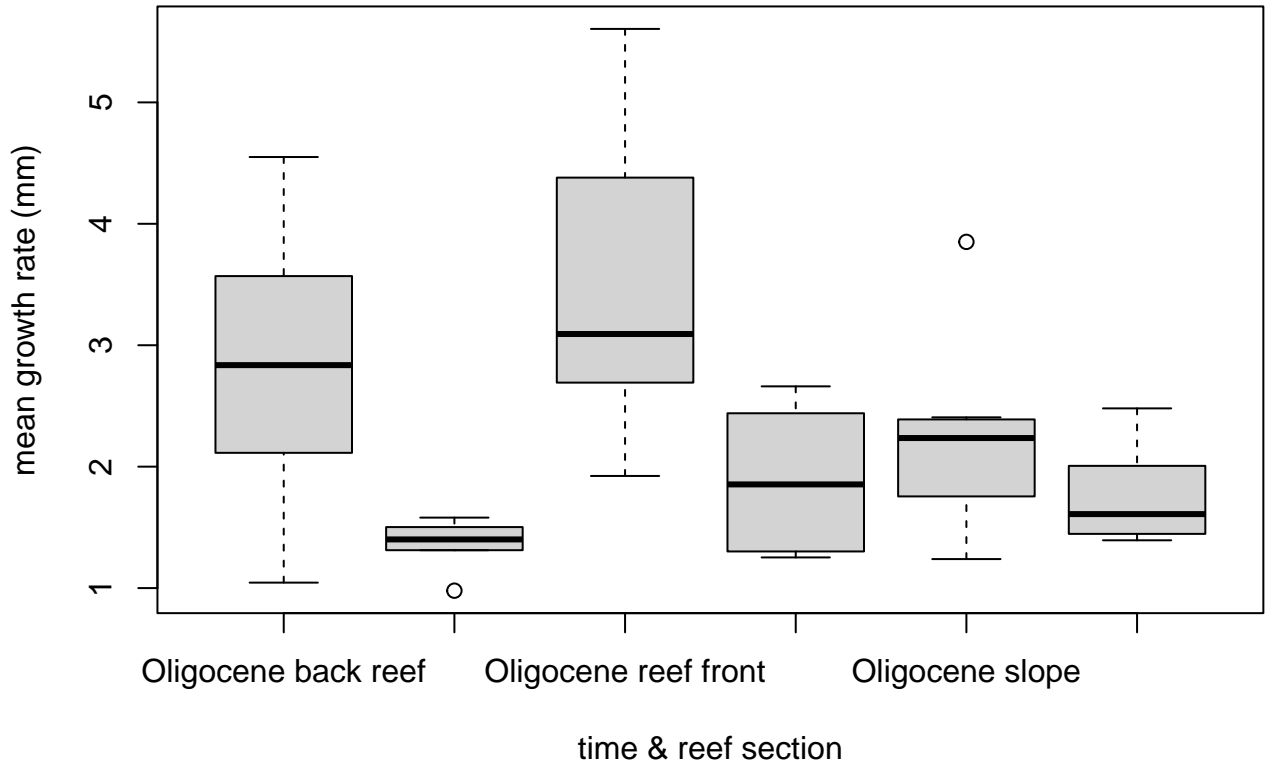 mean growth rate (mm)
5
4
3
2
1
Oligocene back reef
Oligocene reef front
Oligocene slope
time & reef section